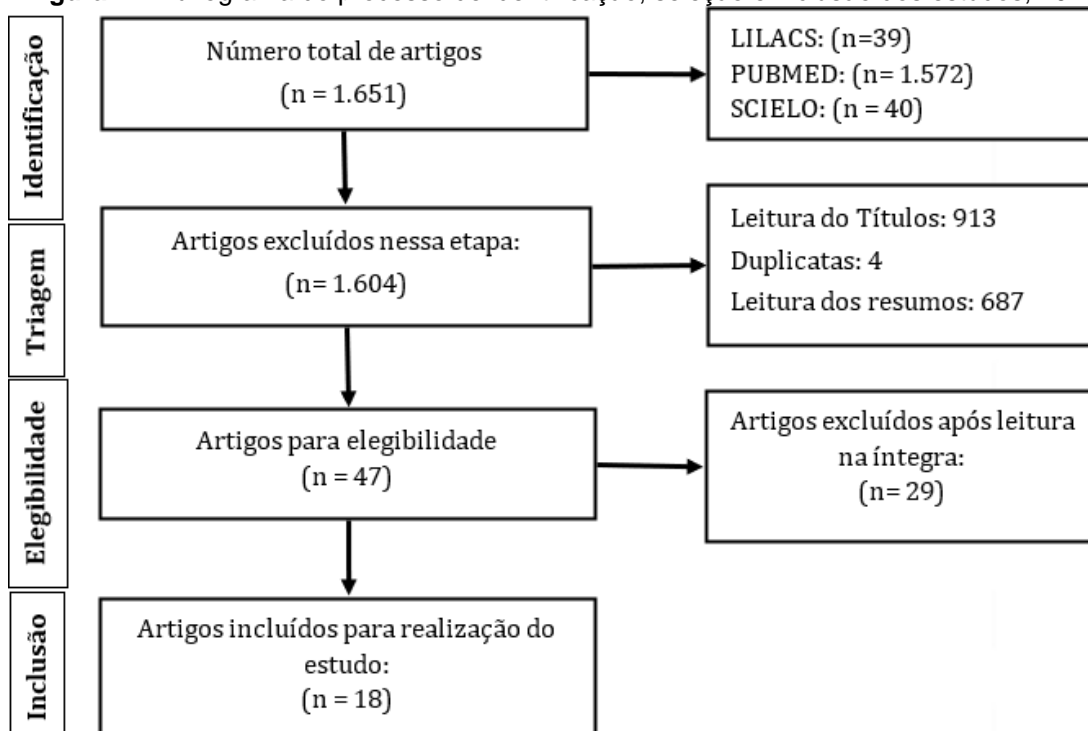 Identificação
Número total de artigos
(n = 1.651)
LILACS: (n=39)
PUBMED: (n= 1.572)
SCIELO: (n = 40)
Triagem
Artigos excluídos nessa etapa:
(n= 1.604)
Leitura do Títulos: 913
Duplicatas: 4
Leitura dos resumos: 687
Elegibilidade
Artigos para elegibilidade
(n = 47)
Artigos excluídos após leitura
na íntegra:
(n= 29)
Inclusão
Artigos incluídos para realização do
estudo:
(n = 18)